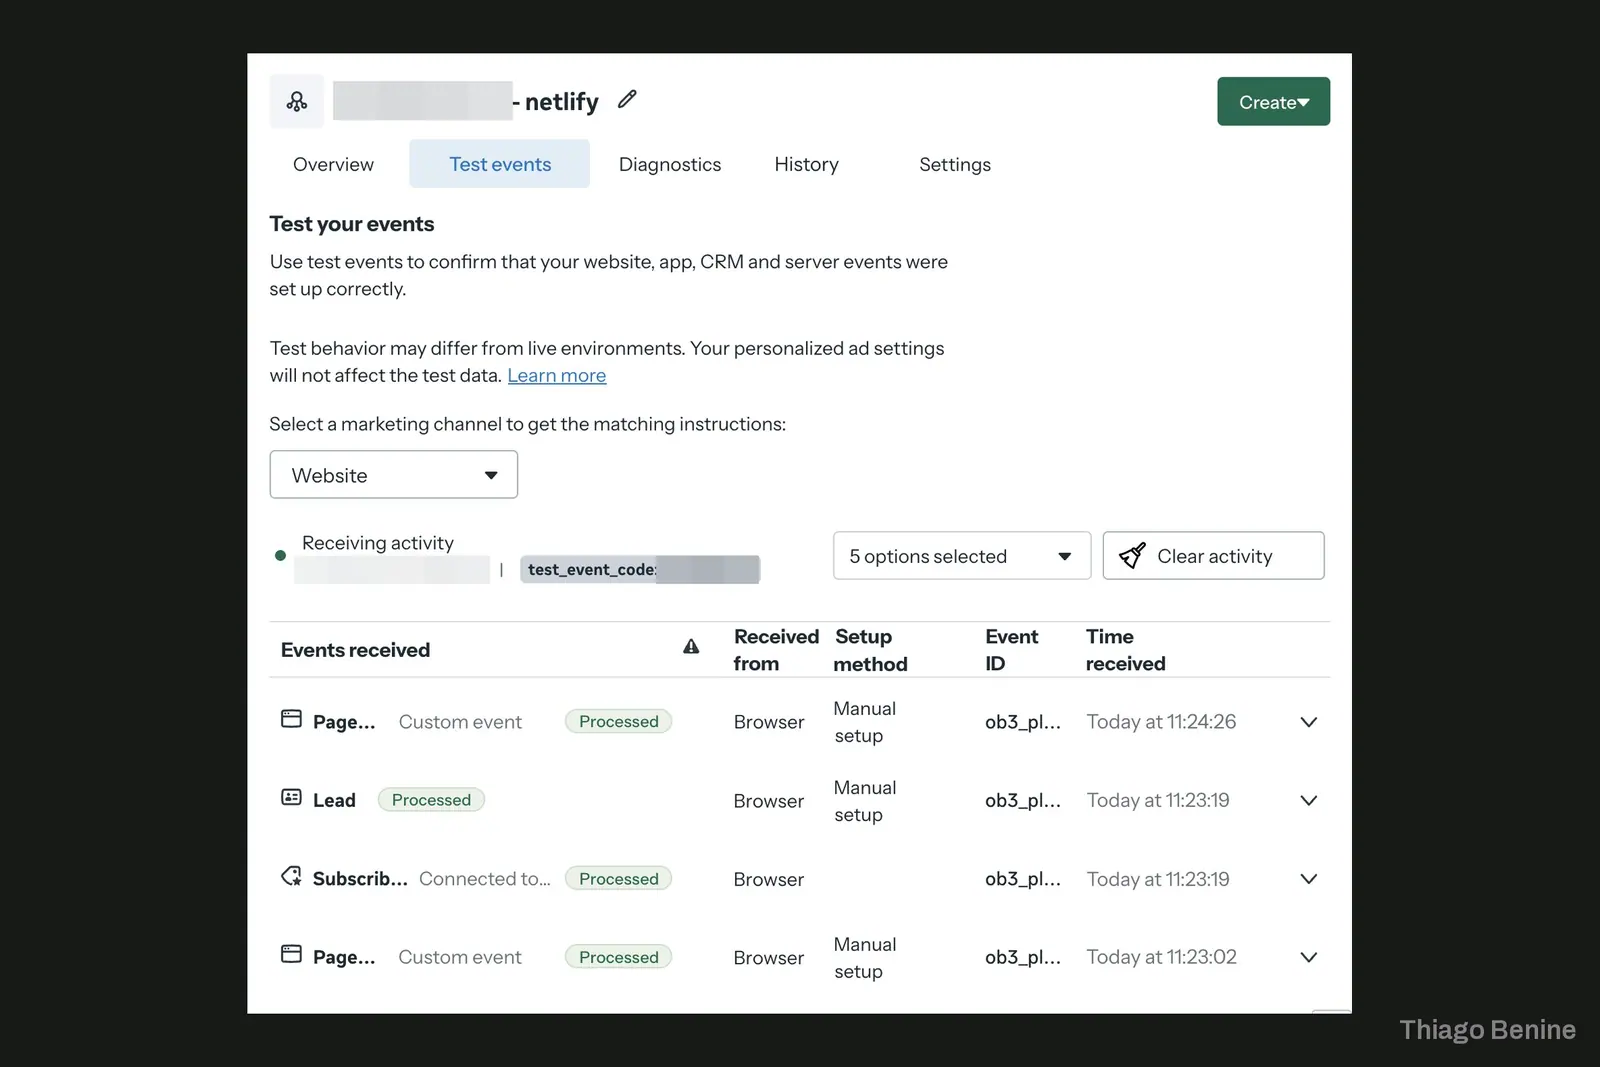 - netlify
Create
Overview
Test events
Diagnostics
History
Settings
Test your events
Use test events to confirm that your website, app, CRM and server events were
set up correctly.
Test behavior may differ from live environments. Your personalized ad settings
will not affect the test data. Learn more
Select a marketing channel to get the matching instructions:
Website
Receiving activity
| test_event_code:
5 options selected
Clear activity
Events received
Received
from
Setup
method
Event
ID
Time
received
Page... Custom event Processed Browser Manual
setup
ob3_pl... Today at 11:24:26
Lead Processed Browser Manual
setup
ob3_pl... Today at 11:23:19
Subscrib... Connected to... Processed Browser ob3_pl... Today at 11:23:19
Page... Custom event Processed Browser Manual
setup
ob3_pl... Today at 11:23:02
Thiago Benine